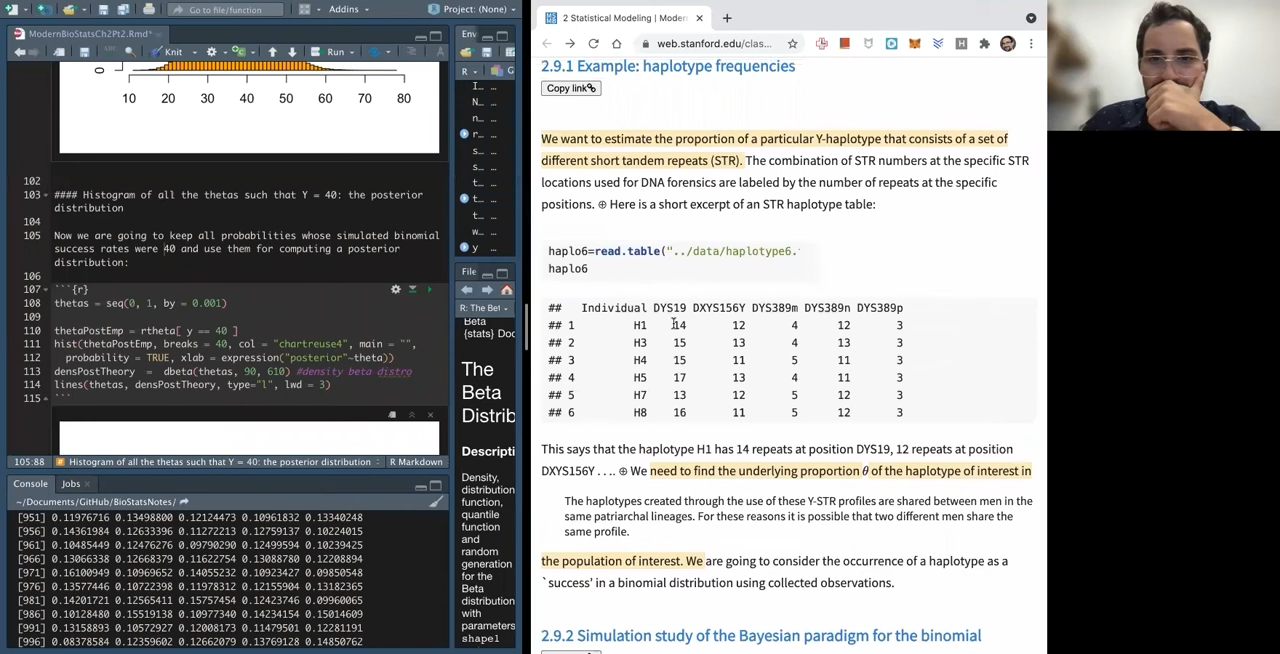 Go to file/function
Addins
Project: (None)
ModernBioStatsCh2Pt2.Rmd*
Knit
Run
0
10 20 30 40 50 60 70 80
102
103 #### Histogram of all the thetas such that Y = 40: the posterior
distribution
104
105 Now we are going to keep all probabilities whose simulated binomial
success rates were 40 and use them for computing a posterior
distribution:
106
107 ```{r}
108 thetas = seq(0, 1, by = 0.001)
109
110 thetaPostEmp = rtheta[ y == 40 ]
111 hist(thetaPostEmp, breaks = 40, col = "chartreuse4", main = "",
112 probability = TRUE, xlab = expression("posterior"~theta))
113 densPostTheory = dbeta(thetas, 90, 610) #density beta distro
114 lines(thetas, densPostTheory, type="l", lwd = 3)
115 ```
105:88 Histogram of all the thetas such that Y = 40: the posterior distribution R Markdown
Console Jobs
~/Documents/GitHub/BioStatsNotes/
[951] 0.11976716 0.13498800 0.12124473 0.10961832 0.13340248
[956] 0.14361984 0.12633396 0.11272213 0.12759137 0.10224015
[961] 0.10485449 0.12476276 0.09790290 0.12499594 0.10239425
[966] 0.13066338 0.12668379 0.11622754 0.13088780 0.12208894
[971] 0.16100949 0.10969652 0.14055232 0.10923427 0.09850548
[976] 0.13577446 0.10722398 0.11978312 0.12155904 0.13182365
[981] 0.14201721 0.12565411 0.15757454 0.12423746 0.09960065
[986] 0.10128480 0.15519138 0.10977340 0.14234154 0.15014609
[991] 0.13158893 0.10572927 0.12008173 0.11479501 0.12281191
[996] 0.08378584 0.12359602 0.12662079 0.13769128 0.14850762
Env
R
I… …
N… …
n… …
r… …
s… …
s… …
t… …
t… …
t… …
w… …
y …
File
R: The Bet
Beta
{stats} Doc
The
Beta
Distrib
Descripti
Density,
distribution
function,
quantile
function
and
random
generation
for the
Beta
distribution
with
parameters
shape1
2 Statistical Modeling | Moder
web.stanford.edu/clas...
2.9.1 Example: haplotype frequencies
Copy link
We want to estimate the proportion of a particular Y-haplotype that consists of a set of
different short tandem repeats (STR). The combination of STR numbers at the specific STR
locations used for DNA forensics are labeled by the number of repeats at the specific
positions. ⊕ Here is a short excerpt of an STR haplotype table:
haplo6=read.table("../data/haplotype6.
haplo6
## Individual DYS19 DXYS156Y DYS389m DYS389n DYS389p
## 1 H1 14 12 4 12 3
## 2 H3 15 13 4 13 3
## 3 H4 15 11 5 11 3
## 4 H5 17 13 4 11 3
## 5 H7 13 12 5 12 3
## 6 H8 16 11 5 12 3
This says that the haplotype H1 has 14 repeats at position DYS19, 12 repeats at position
DXYS156Y . . . . ⊕ We need to find the underlying proportion θ of the haplotype of interest in
The haplotypes created through the use of these Y-STR profiles are shared between men in the
same patriarchal lineages. For these reasons it is possible that two different men share the
same profile.
the population of interest. We are going to consider the occurrence of a haplotype as a
`success' in a binomial distribution using collected observations.
2.9.2 Simulation study of the Bayesian paradigm for the binomial